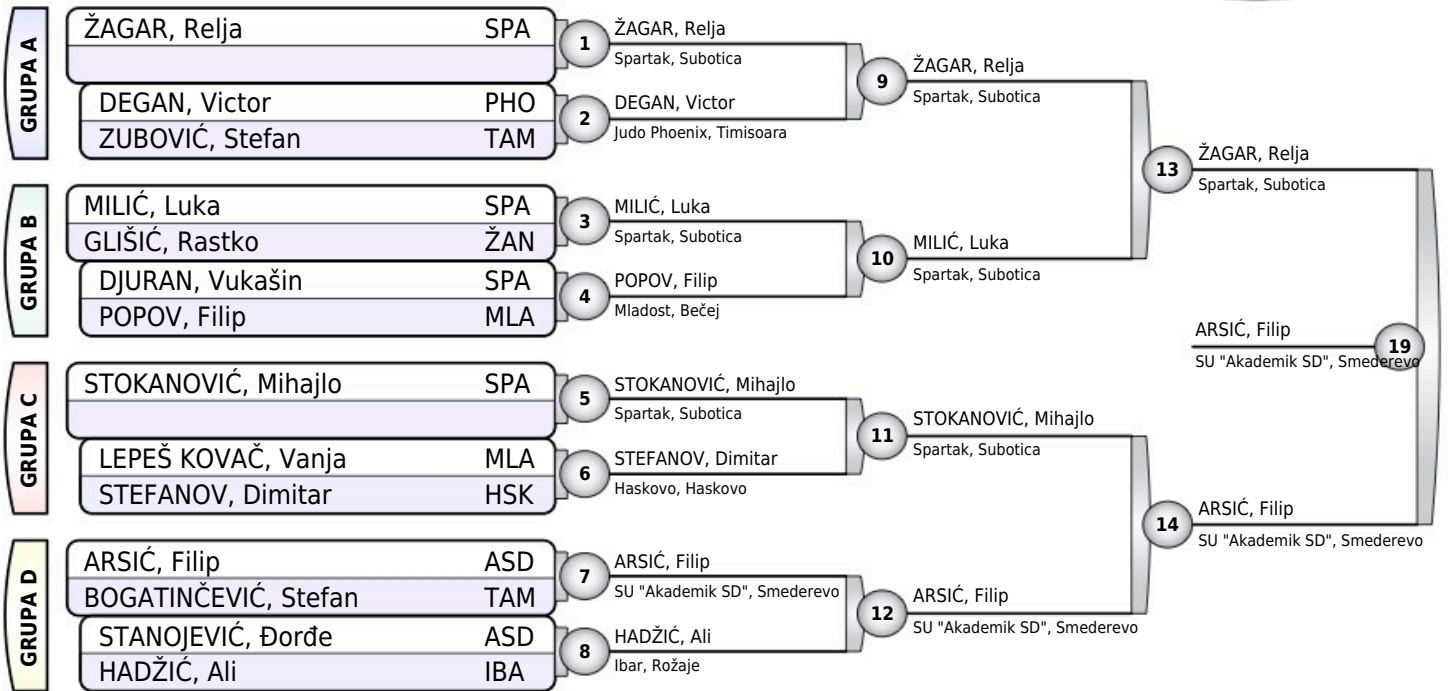 GRUPA A
ŽAGAR, Relja SPA
DEGAN, Victor PHO
ZUBOVIĆ, Stefan TAM
GRUPA B
MILIĆ, Luka SPA
GLIŠIĆ, Rastko ŽAN
DJURAN, Vukašin SPA
POPOV, Filip MLA
GRUPA C
STOKANOVIĆ, Mihajlo SPA
LEPEŠ KOVAČ, Vanja MLA
STEFANOV, Dimitar HSK
GRUPA D
ARSIĆ, Filip ASD
BOGATINČEVIĆ, Stefan TAM
STANOJEVIĆ, Đorđe ASD
HADŽIĆ, Ali IBA
1
ŽAGAR, Relja
Spartak, Subotica
2
DEGAN, Victor
Judo Phoenix, Timisoara
3
MILIĆ, Luka
Spartak, Subotica
4
POPOV, Filip
Mladost, Bečej
5
STOKANOVIĆ, Mihajlo
Spartak, Subotica
6
STEFANOV, Dimitar
Haskovo, Haskovo
7
ARSIĆ, Filip
SU "Akademik SD", Smederevo
8
HADŽIĆ, Ali
Ibar, Rožaje
9
ŽAGAR, Relja
Spartak, Subotica
10
MILIĆ, Luka
Spartak, Subotica
11
STOKANOVIĆ, Mihajlo
Spartak, Subotica
12
ARSIĆ, Filip
SU "Akademik SD", Smederevo
13
ŽAGAR, Relja
Spartak, Subotica
14
ARSIĆ, Filip
SU "Akademik SD", Smederevo
19
ARSIĆ, Filip
SU "Akademik SD", Smederevo